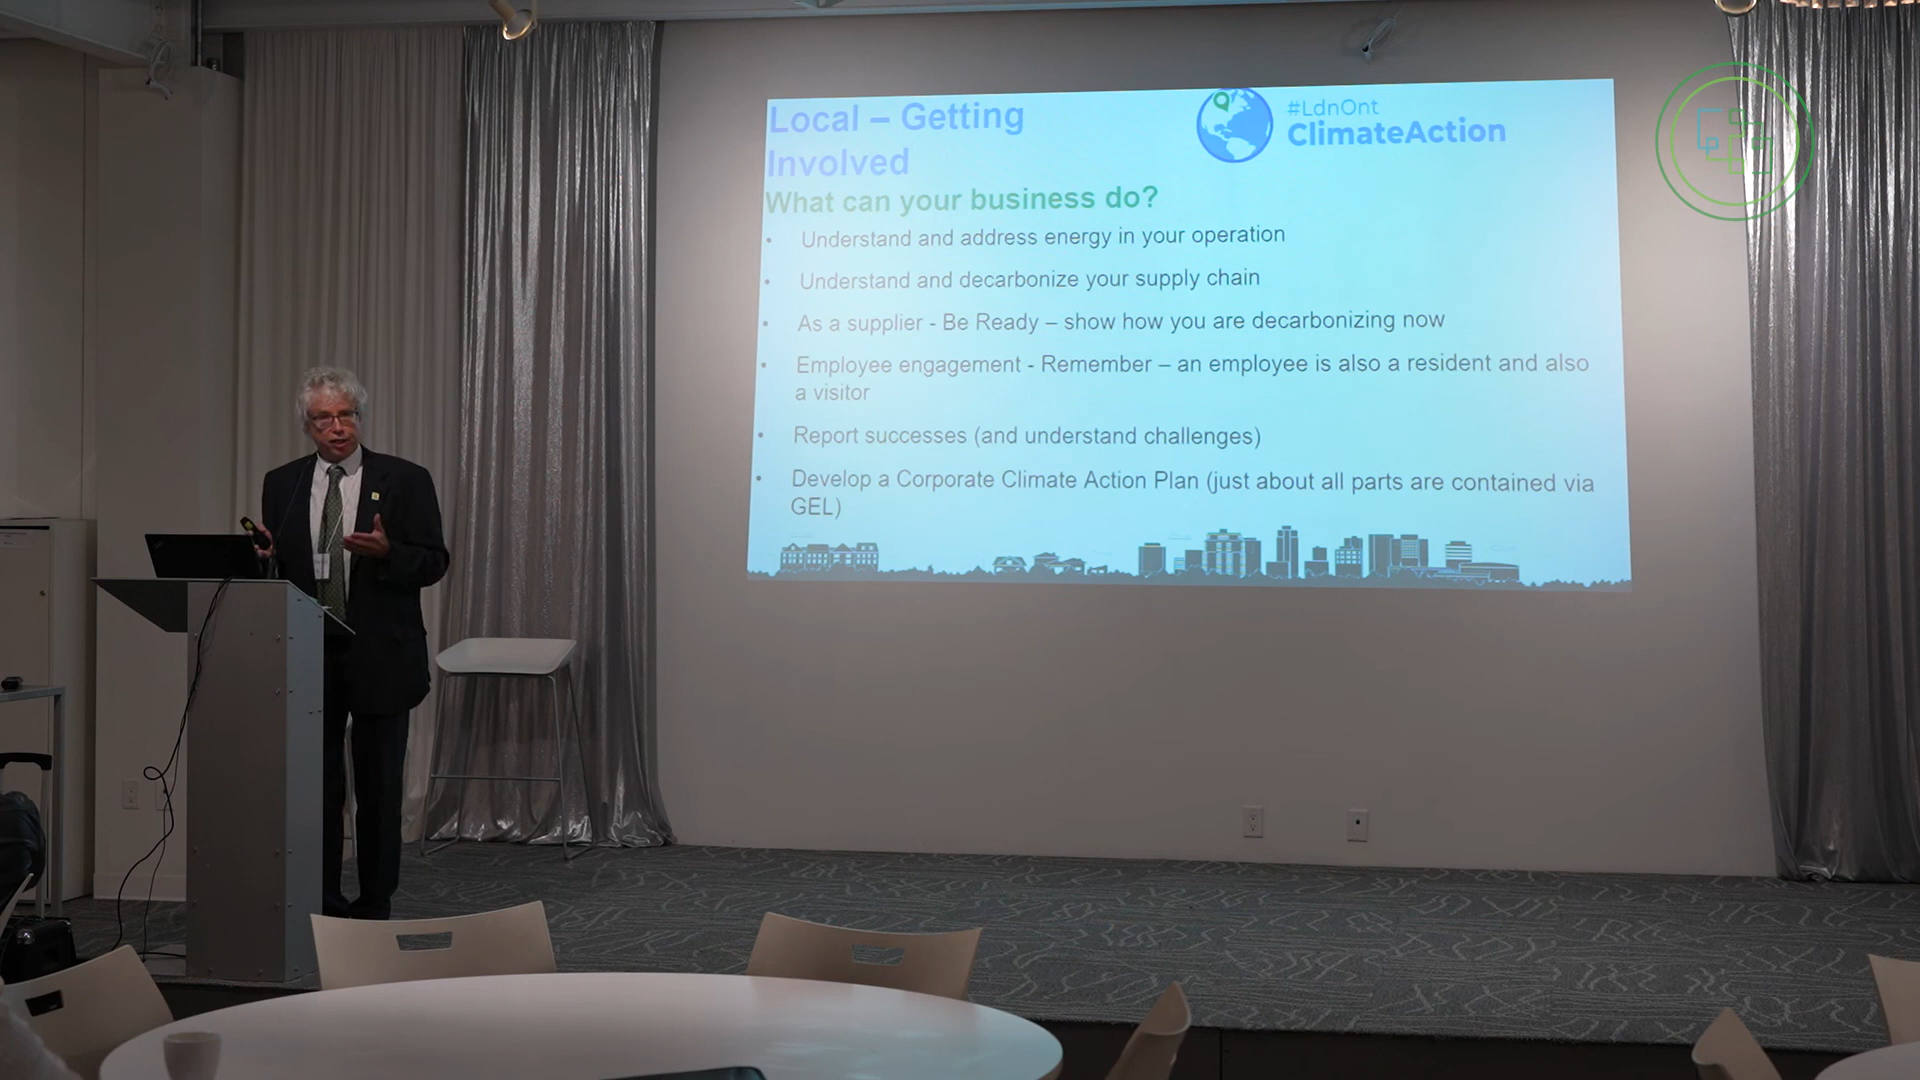 Local – Getting
Involved
#LdnOnt
ClimateAction
What can your business do?
• Understand and address energy in your operation
• Understand and decarbonize your supply chain
• As a supplier - Be Ready – show how you are decarbonizing now
• Employee engagement - Remember – an employee is also a resident and also
a visitor
• Report successes (and understand challenges)
• Develop a Corporate Climate Action Plan (just about all parts are contained via
GEL)